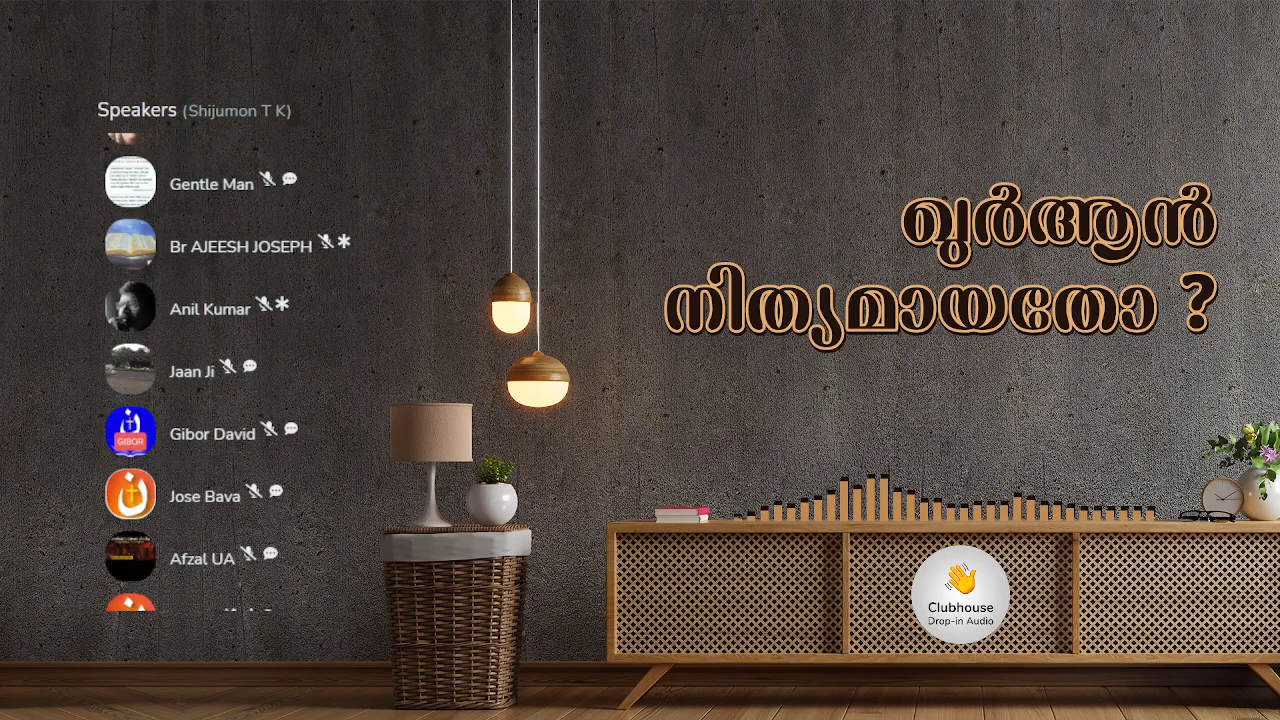 Speakers (Shijumon T K)
Gentle Man
Br AJEESH JOSEPH
Anil Kumar
Jaan Ji
Gibor David
GIBOR
Jose Bava
Afzal UA
ഖുർആൻ
നിത്യമായതോ ?
Clubhouse
Drop-in Audio